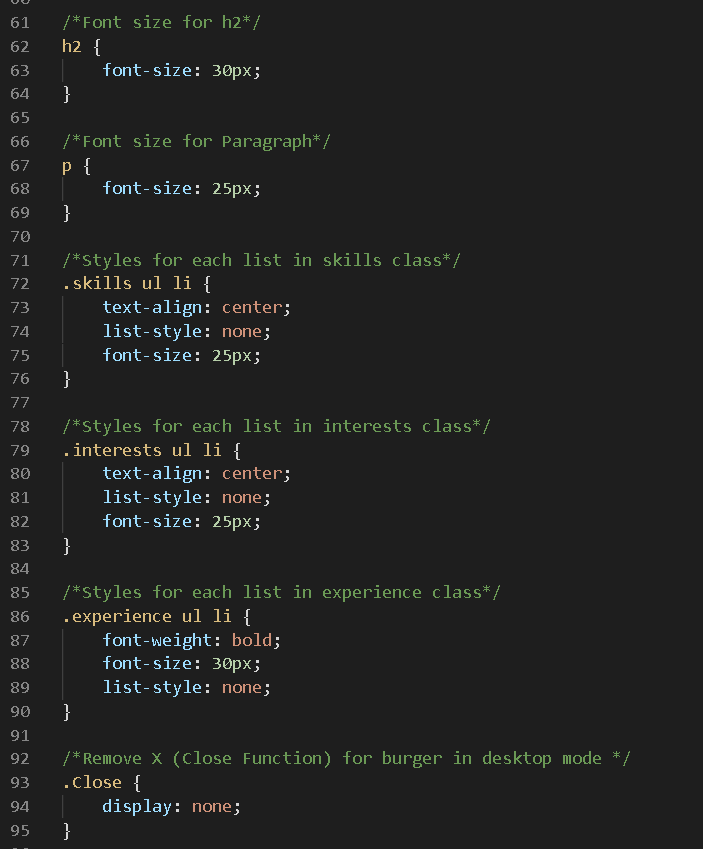 61 /*Font size for h2*/
62 h2 {
63 font-size: 30px;
64 }
65
66 /*Font size for Paragraph*/
67 p {
68 font-size: 25px;
69 }
70
71 /*Styles for each list in skills class*/
72 .skills ul li {
73 text-align: center;
74 list-style: none;
75 font-size: 25px;
76 }
77
78 /*Styles for each list in interests class*/
79 .interests ul li {
80 text-align: center;
81 list-style: none;
82 font-size: 25px;
83 }
84
85 /*Styles for each list in experience class*/
86 .experience ul li {
87 font-weight: bold;
88 font-size: 30px;
89 list-style: none;
90 }
91
92 /*Remove X (Close Function) for burger in desktop mode */
93 .Close {
94 display: none;
95 }